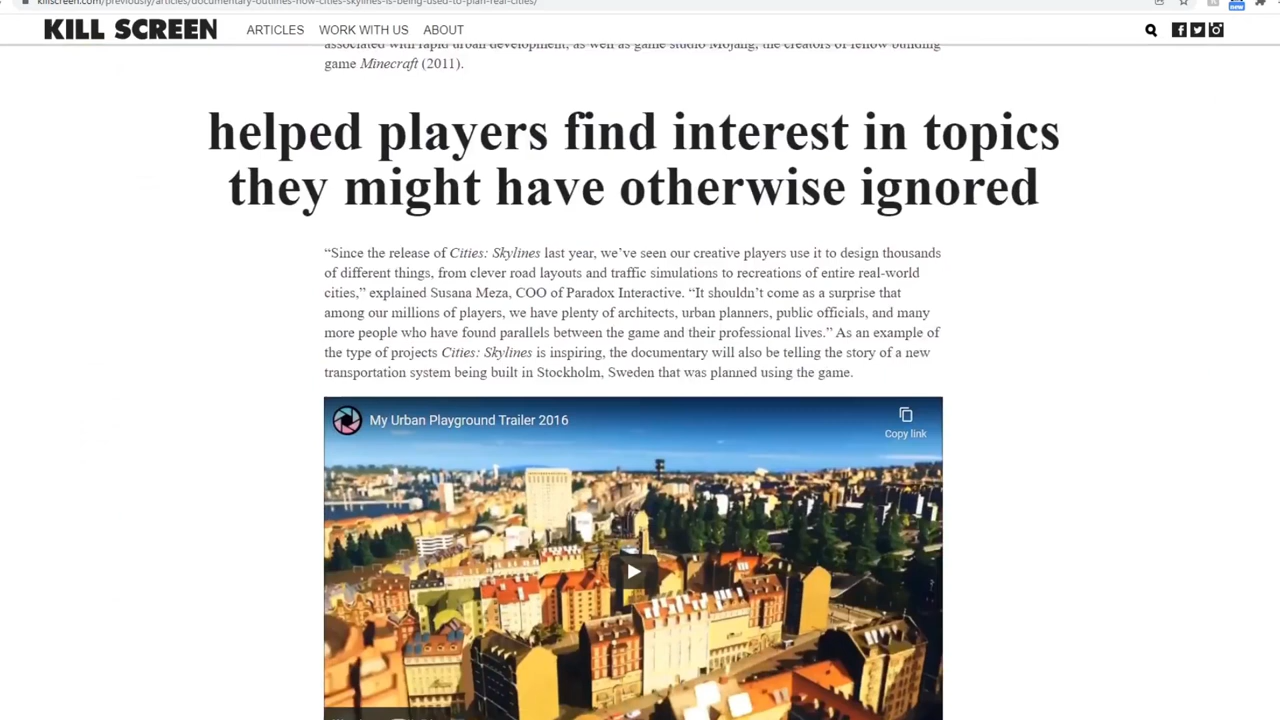 killscreen.com/previously/articles/documentary-outlines-how-cities-skylines-is-being-used-to-plan-real-cities/
new
KILL SCREEN ARTICLES WORK WITH US ABOUT
associated with rapid urban development, as well as game studio Mojang, the creators of fellow building
game Minecraft (2011).
helped players find interest in topics
they might have otherwise ignored
“Since the release of Cities: Skylines last year, we’ve seen our creative players use it to design thousands
of different things, from clever road layouts and traffic simulations to recreations of entire real-world
cities,” explained Susana Meza, COO of Paradox Interactive. “It shouldn’t come as a surprise that
among our millions of players, we have plenty of architects, urban planners, public officials, and many
more people who have found parallels between the game and their professional lives.” As an example of
the type of projects Cities: Skylines is inspiring, the documentary will also be telling the story of a new
transportation system being built in Stockholm, Sweden that was planned using the game.
My Urban Playground Trailer 2016
Copy link